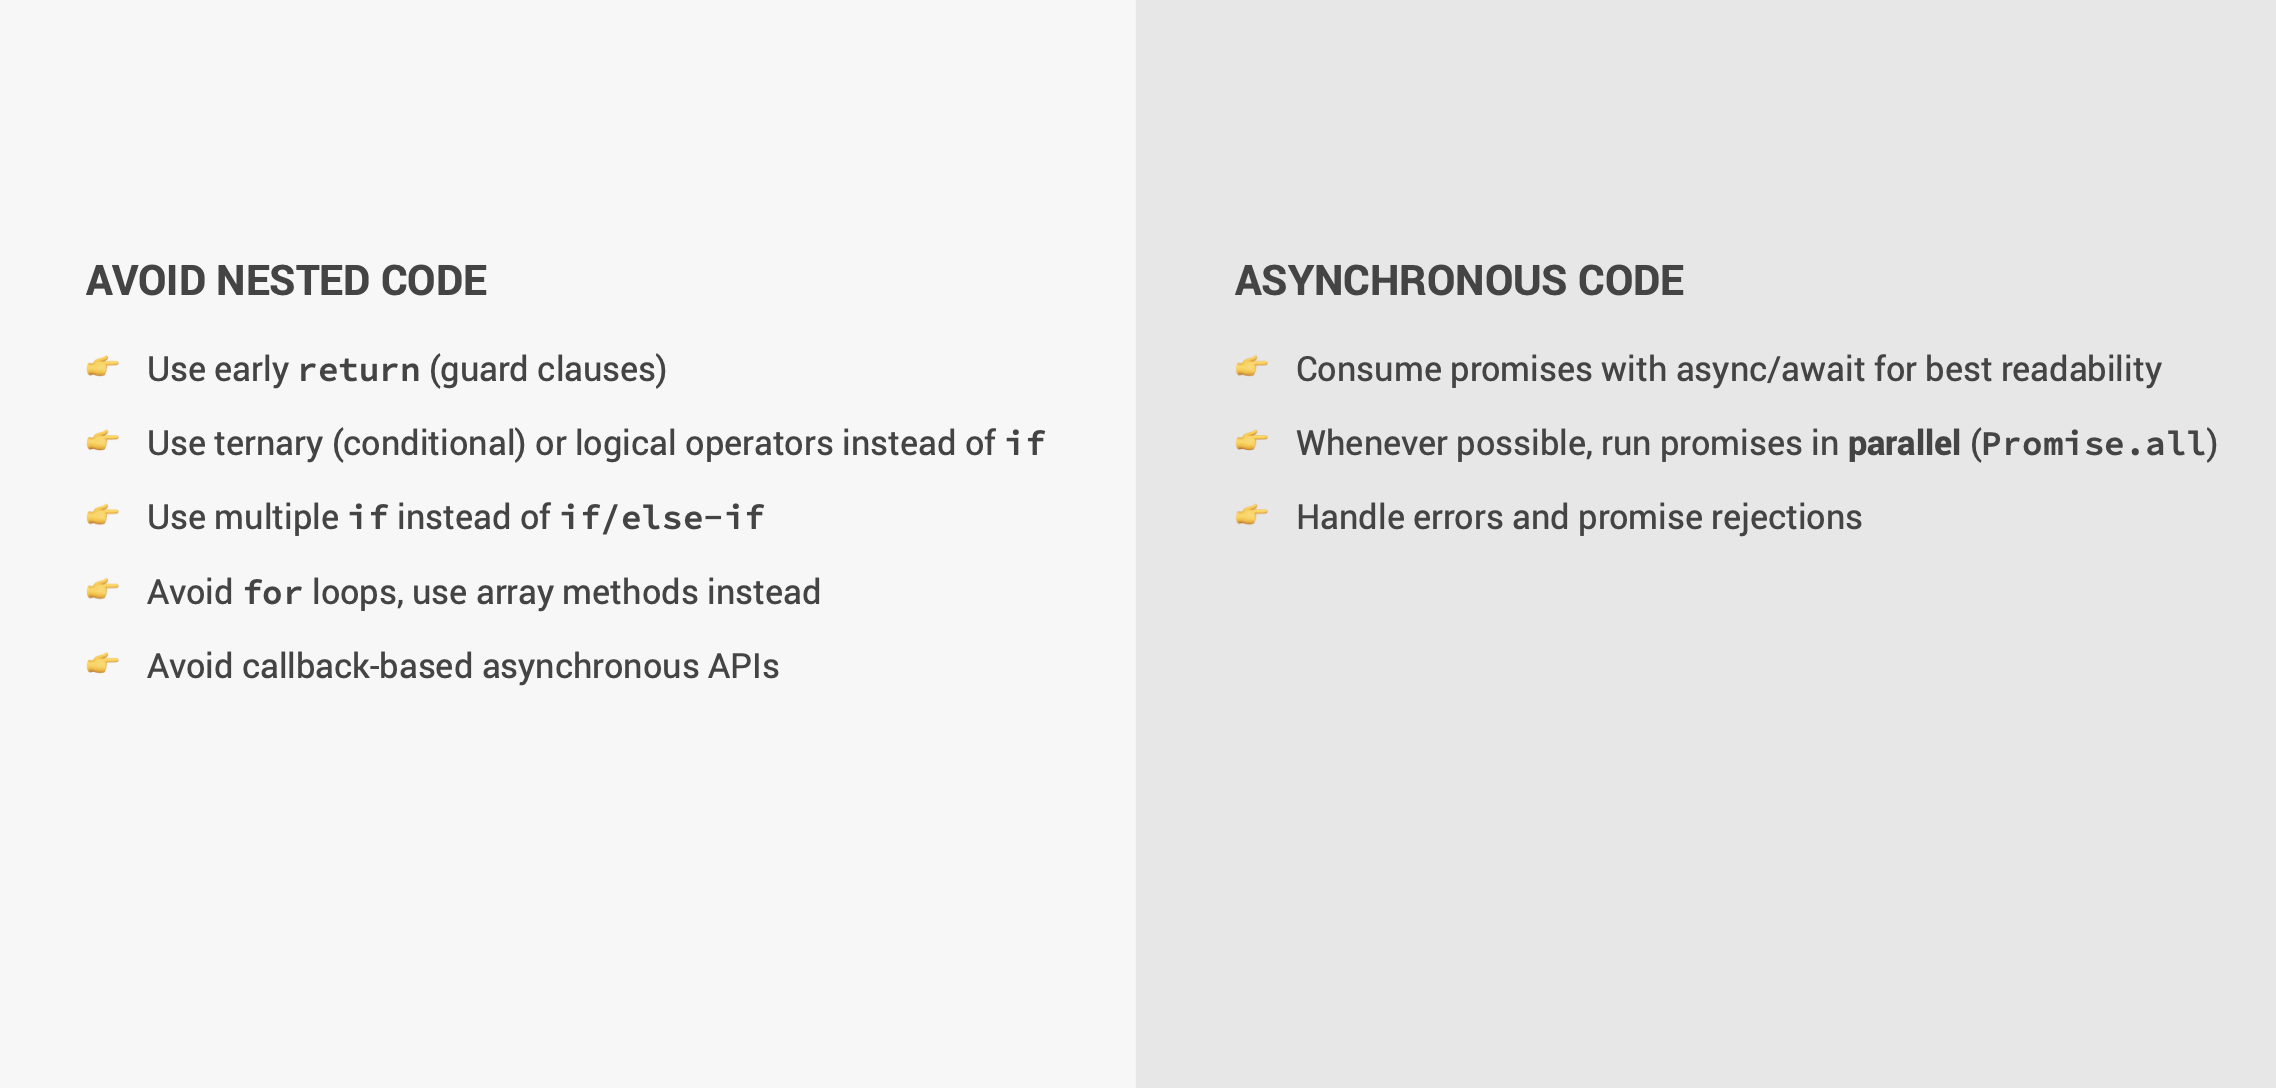 AVOID NESTED CODE
👉 Use early return (guard clauses)
👉 Use ternary (conditional) or logical operators instead of if
👉 Use multiple if instead of if/else-if
👉 Avoid for loops, use array methods instead
👉 Avoid callback-based asynchronous APIs
ASYNCHRONOUS CODE
👉 Consume promises with async/await for best readability
👉 Whenever possible, run promises in parallel (Promise.all)
👉 Handle errors and promise rejections